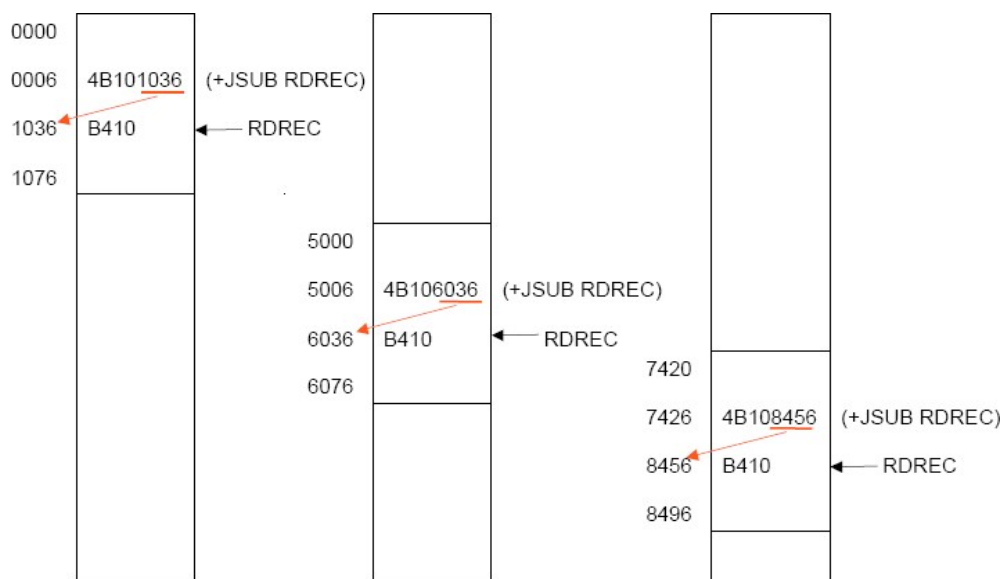 0000
0006 4B101036 (+JSUB RDREC)
1036 B410 RDREC
1076
5000
5006 4B106036 (+JSUB RDREC)
6036 B410 RDREC
6076
7420
7426 4B108456 (+JSUB RDREC)
8456 B410 RDREC
8496